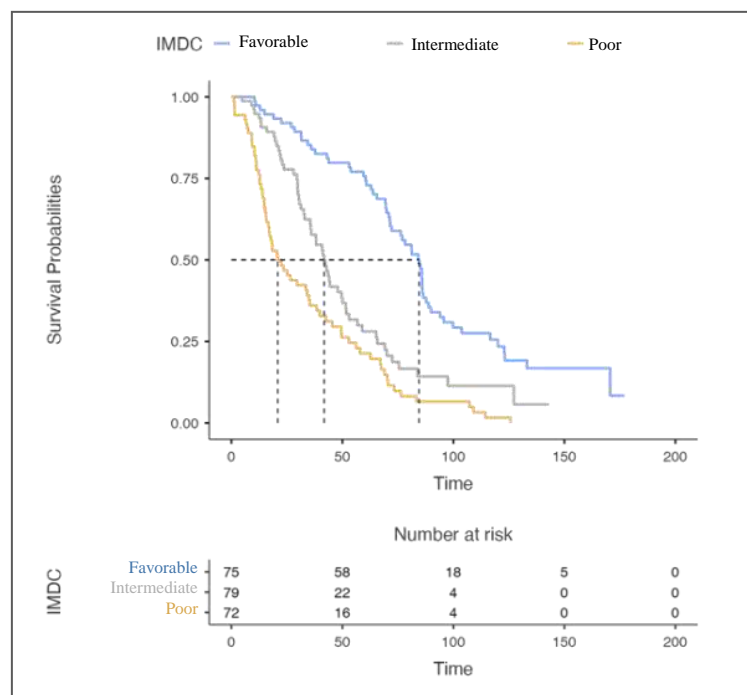 IMDC Favorable Intermediate Poor
1.00
0.75
0.50
0.25
0.00
Survival Probabilities
0 50 100 150 200
Time
Number at risk
IMDC
Favorable 75 58 18 5 0
Intermediate 79 22 4 0 0
Poor 72 16 4 0 0
0 50 100 150 200
Time